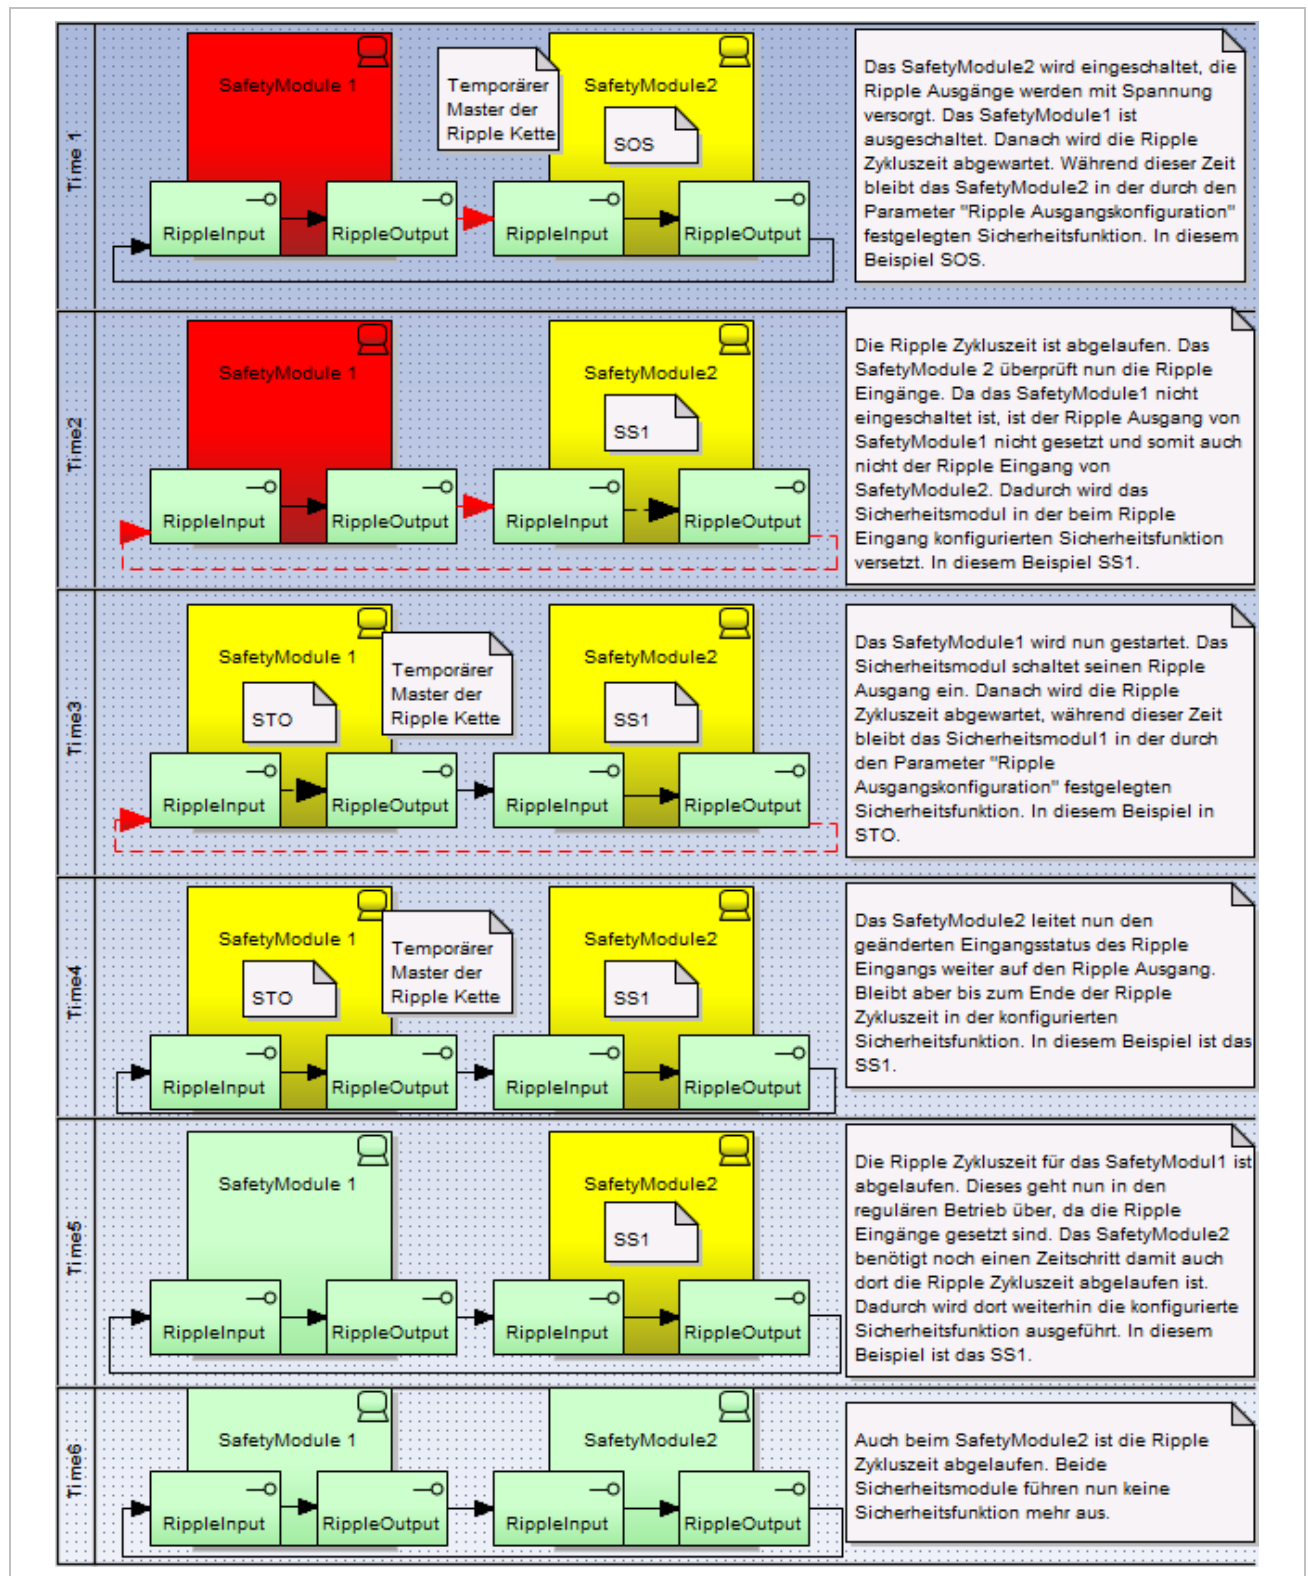 Time 1
SafetyModule 1
Temporärer
Master der
Ripple Kette
SafetyModule2
SOS
RippleInput
RippleOutput
RippleInput
RippleOutput
Das SafetyModule2 wird eingeschaltet, die
Ripple Ausgänge werden mit Spannung
versorgt. Das SafetyModule1 ist
ausgeschaltet. Danach wird die Ripple
Zykluszeit abgewartet. Während dieser Zeit
bleibt das SafetyModule2 in der durch den
Parameter "Ripple Ausgangskonfiguration"
festgelegten Sicherheitsfunktion. In diesem
Beispiel SOS.
Time2
SafetyModule 1
SafetyModule2
SS1
RippleInput
RippleOutput
RippleInput
RippleOutput
Die Ripple Zykluszeit ist abgelaufen. Das
SafetyModule 2 überprüft nun die Ripple
Eingänge. Da das SafetyModule1 nicht
eingeschaltet ist, ist der Ripple Ausgang von
SafetyModule1 nicht gesetzt und somit auch
nicht der Ripple Eingang von
SafetyModule2. Dadurch wird das
Sicherheitsmodul in der beim Ripple
Eingang konfigurierten Sicherheitsfunktion
versetzt. In diesem Beispiel SS1.
Time3
SafetyModule 1
STO
Temporärer
Master der
Ripple Kette
SafetyModule2
SS1
RippleInput
RippleOutput
RippleInput
RippleOutput
Das SafetyModule1 wird nun gestartet. Das
Sicherheitsmodul schaltet seinen Ripple
Ausgang ein. Danach wird die Ripple
Zykluszeit abgewartet, während dieser Zeit
bleibt das Sicherheitsmodul1 in der durch
den Parameter "Ripple
Ausgangskonfiguration" festgelegten
Sicherheitsfunktion. In diesem Beispiel in
STO.
Time4
SafetyModule 1
STO
Temporärer
Master der
Ripple Kette
SafetyModule2
SS1
RippleInput
RippleOutput
RippleInput
RippleOutput
Das SafetyModule2 leitet nun den
geänderten Eingangsstatus des Ripple
Eingangs weiter auf den Ripple Ausgang.
Bleibt aber bis zum Ende der Ripple
Zykluszeit in der konfigurierten
Sicherheitsfunktion. In diesem Beispiel ist das
SS1.
Time5
SafetyModule 1
SafetyModule2
SS1
RippleInput
RippleOutput
RippleInput
RippleOutput
Die Ripple Zykluszeit für das SafetyModul1 ist
abgelaufen. Dieses geht nun in den
regulären Betrieb über, da die Ripple
Eingänge gesetzt sind. Das SafetyModule2
benötigt noch einen Zeitschritt damit auch
dort die Ripple Zykluszeit abgelaufen ist.
Dadurch wird dort weiterhin die konfigurierte
Sicherheitsfunktion ausgeführt. In diesem
Beispiel ist das SS1.
Time6
SafetyModule 1
SafetyModule2
RippleInput
RippleOutput
RippleInput
RippleOutput
Auch beim SafetyModule2 ist die Ripple
Zykluszeit abgelaufen. Beide
Sicherheitsmodule führen nun keine
Sicherheitsfunktion mehr aus.